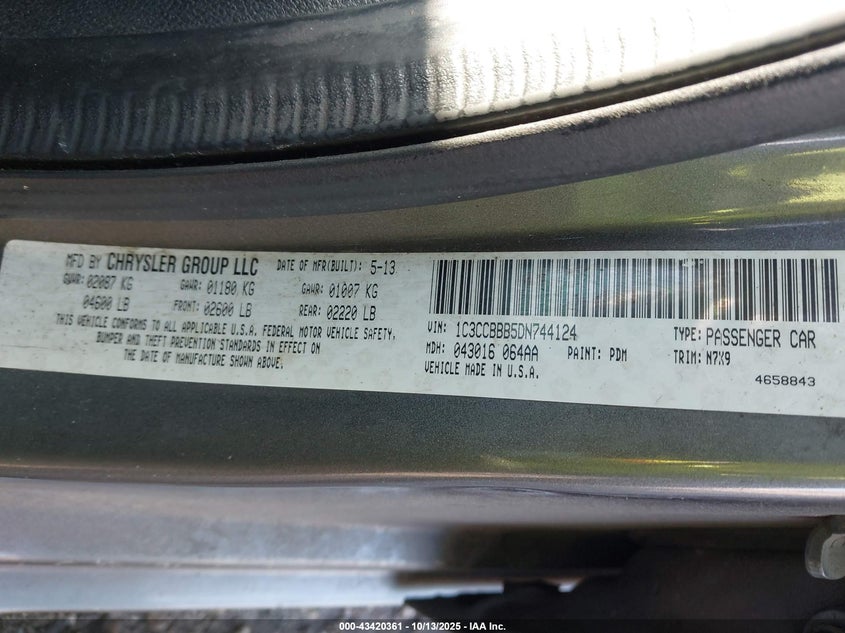 MFD BY CHRYSLER GROUP LLC DATE OF MFR(BUILT): 5-13
GVWR: 02087 KG GAWR: 01180 KG GAWR: 01007 KG
04600 LB FRONT: 02600 LB REAR: 02220 LB
THIS VEHICLE CONFORMS TO ALL APPLICABLE U.S.A. FEDERAL MOTOR VEHICLE SAFETY,
BUMPER AND THEFT PREVENTION STANDARDS IN EFFECT ON
THE DATE OF MANUFACTURE SHOWN ABOVE.
VIN: 1C3CCBBB5DN744124 TYPE: PASSENGER CAR
MDH: 043016 064AA PAINT: PDM TRIM: N7X9
VEHICLE MADE IN U.S.A.
4658843
000-43420361 - 10/13/2025 - IAA Inc.